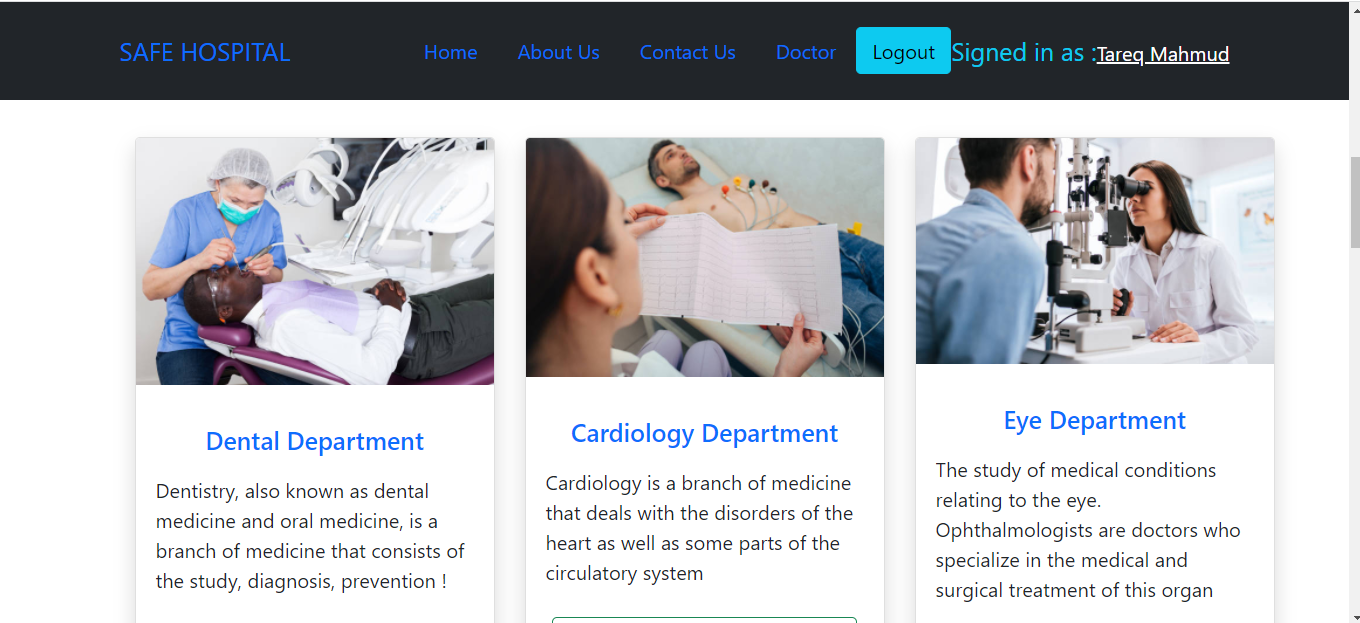 SAFE HOSPITAL Home About Us Contact Us Doctor Logout Signed in as :Tareq Mahmud
Dental Department
Dentistry, also known as dental
medicine and oral medicine, is a
branch of medicine that consists of
the study, diagnosis, prevention !
Cardiology Department
Cardiology is a branch of medicine
that deals with the disorders of the
heart as well as some parts of the
circulatory system
Eye Department
The study of medical conditions
relating to the eye.
Ophthalmologists are doctors who
specialize in the medical and
surgical treatment of this organ